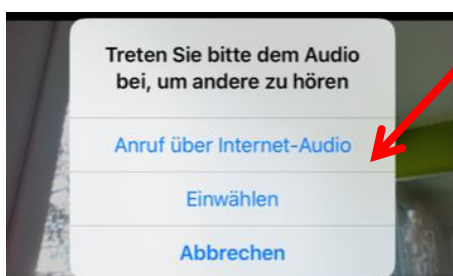 Treten Sie bitte dem Audio
bei, um andere zu hören
Anruf über Internet-Audio
Einwählen
Abbrechen